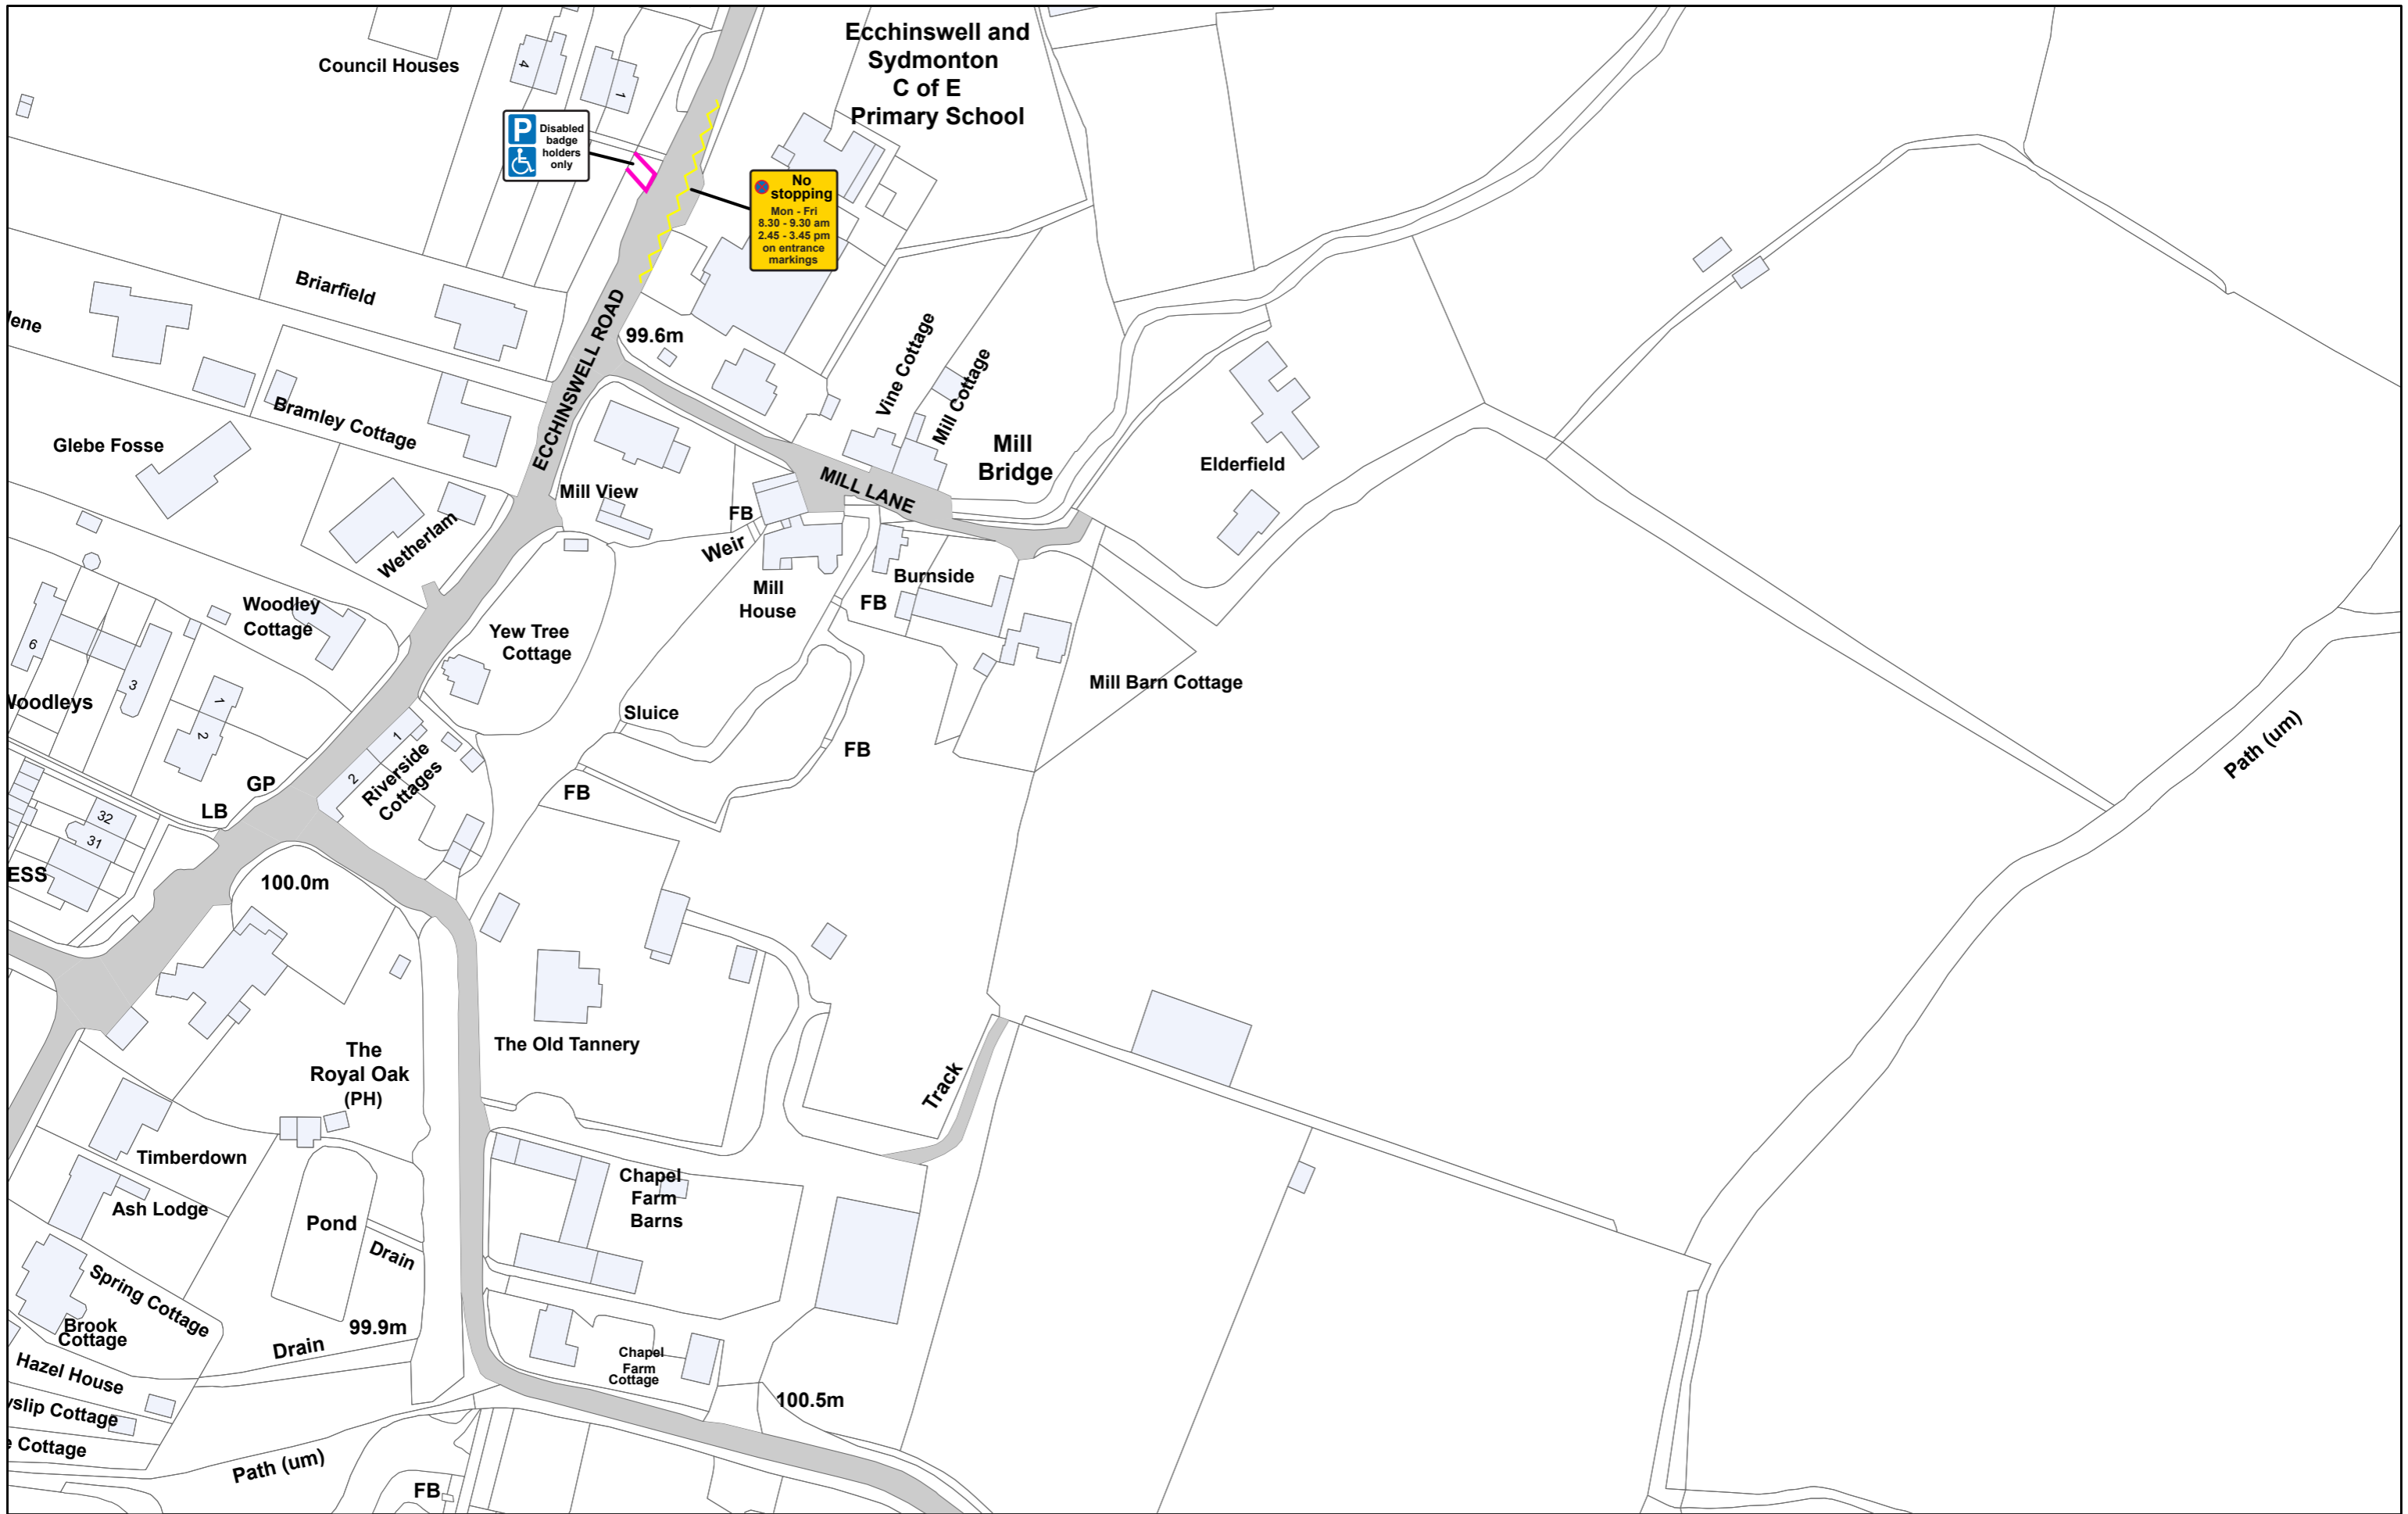 Ecchinswell and
Sydmonton
C of E
Primary School
Council Houses
4
1
P
Disabled
badge
holders
only
No
stopping
Mon - Fri
8.30 - 9.30 am
2.45 - 3.45 pm
on entrance
markings
Briarfield
lene
ECCHINSWELL ROAD
99.6m
Vine Cottage
Mill Cottage
Bramley Cottage
Glebe Fosse
Mill
Bridge
Elderfield
MILL LANE
Mill View
FB
Weir
Wetherlam
Mill
House
Burnside
FB
Woodley
Cottage
Yew Tree
Cottage
6
3
1
2
Woodleys
Mill Barn Cottage
Sluice
FB
1
2
Riverside
Cottages
Path (um)
GP
LB
FB
32
31
ESS
100.0m
The Old Tannery
The
Royal Oak
(PH)
Track
Timberdown
Chapel
Farm
Barns
Ash Lodge
Pond
Drain
Spring Cottage
Brook
Cottage
99.9m
Drain
Hazel House
Chapel
Farm
Cottage
yslip Cottage
100.5m
e Cottage
Path (um)
FB